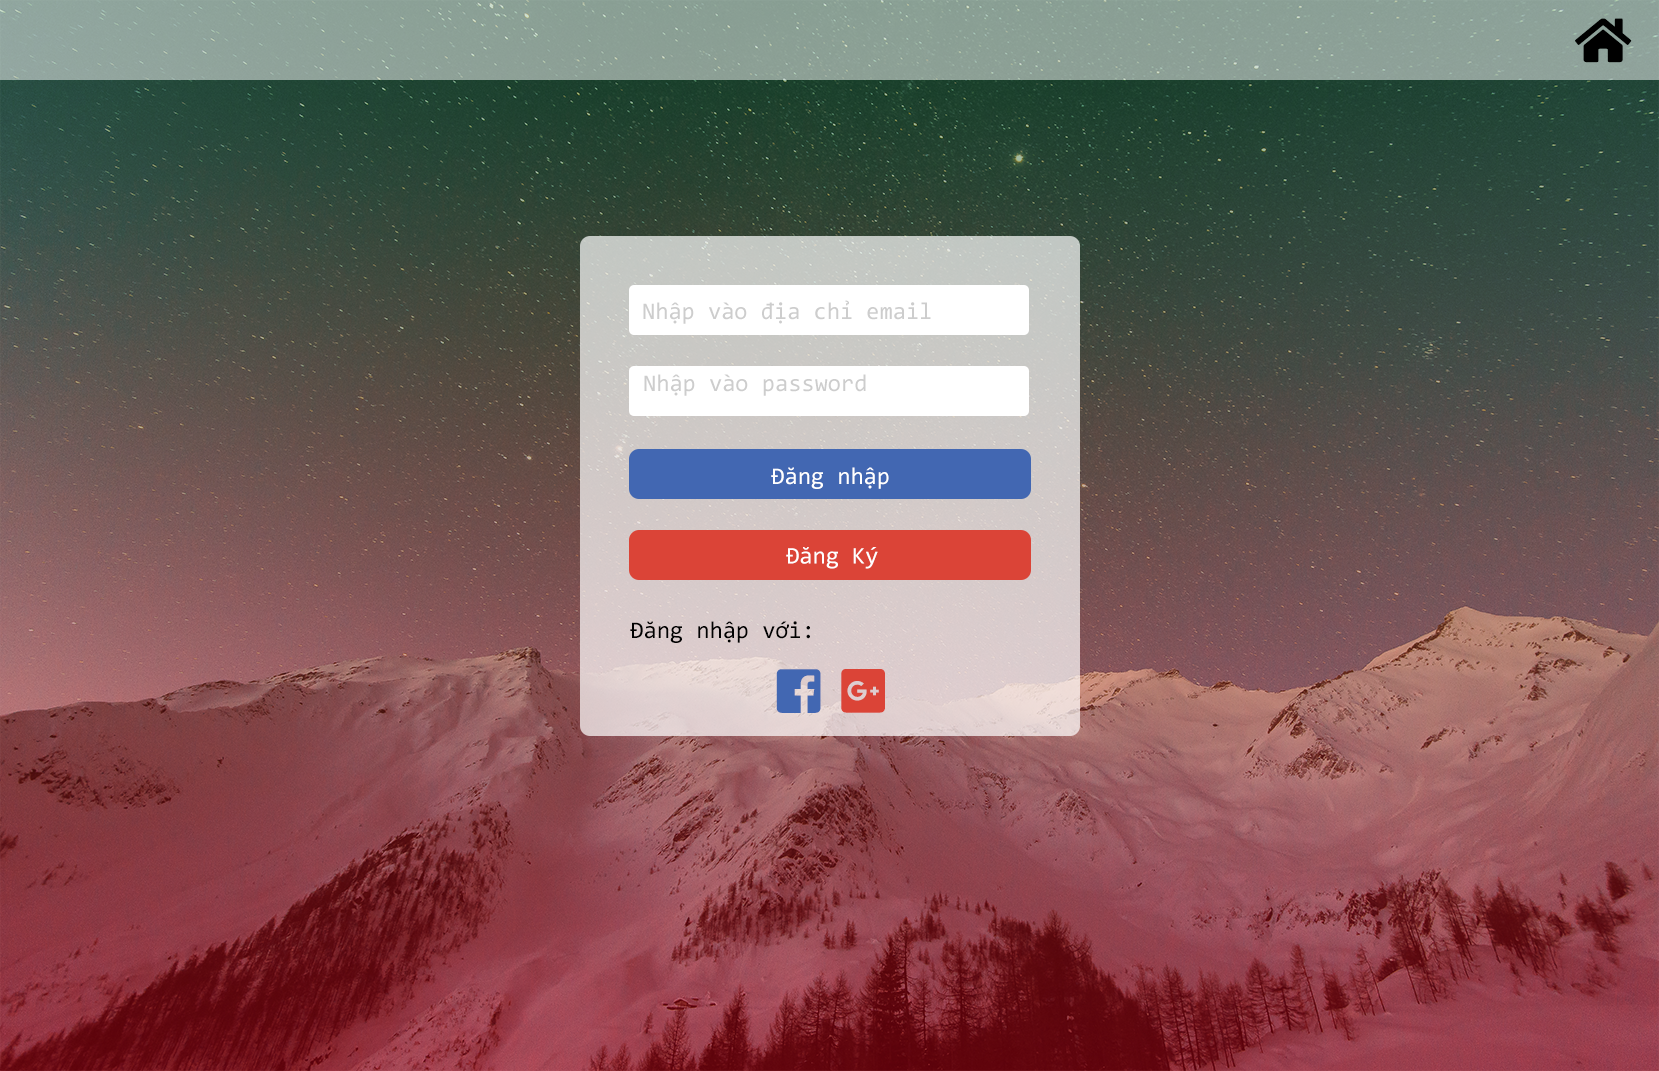 Nhập vào địa chỉ email
Nhập vào password
Đăng nhập
Đăng Ký
Đăng nhập với:
G+